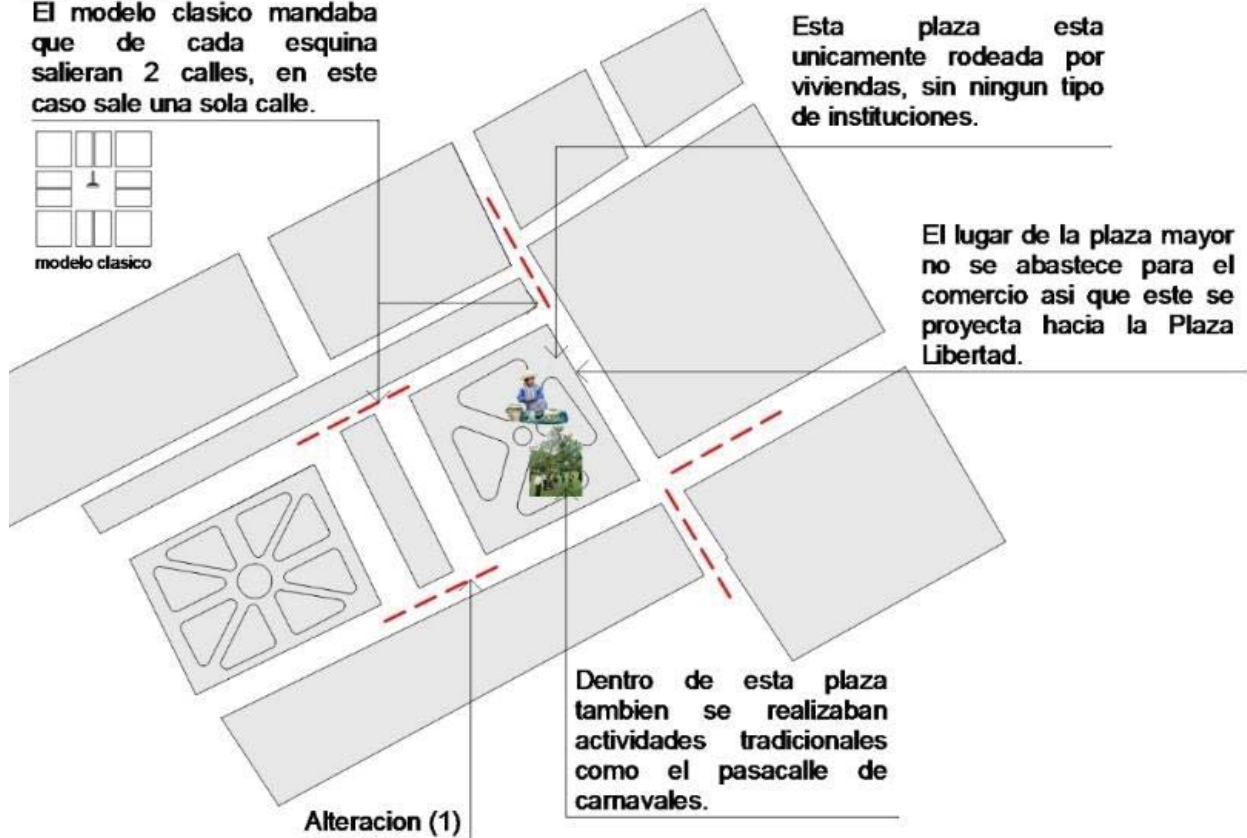 El modelo clasico mandaba
que de cada esquina
salieran 2 calles, en este
caso sale una sola calle.
modelo clasico
Esta plaza esta
unicamente rodeada por
viviendas, sin ningun tipo
de instituciones.
El lugar de la plaza mayor
no se abastece para el
comercio asi que este se
proyecta hacia la Plaza
Libertad.
Dentro de esta plaza
tambien se realizaban
actividades tradicionales
como el pasacalle de
carnavales.
Alteracion (1)